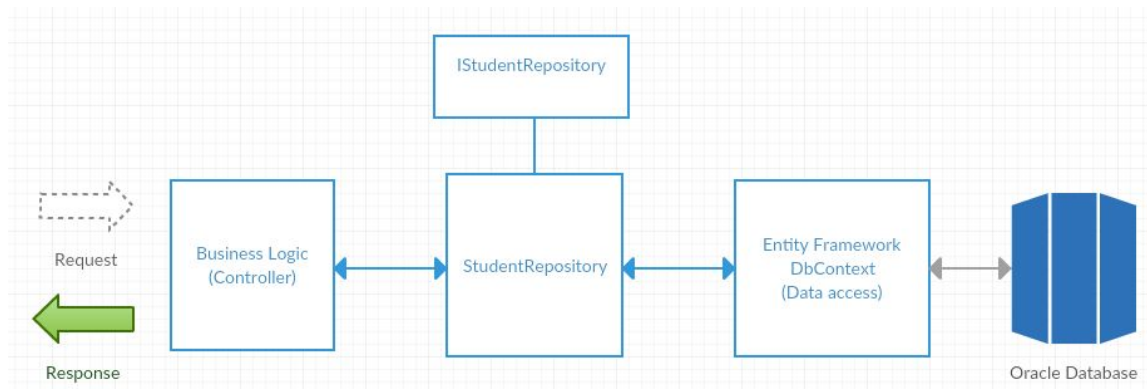 IStudentRepository
Request
Response
Business Logic
(Controller)
StudentRepository
Entity Framework
DbContext
(Data access)
Oracle Database